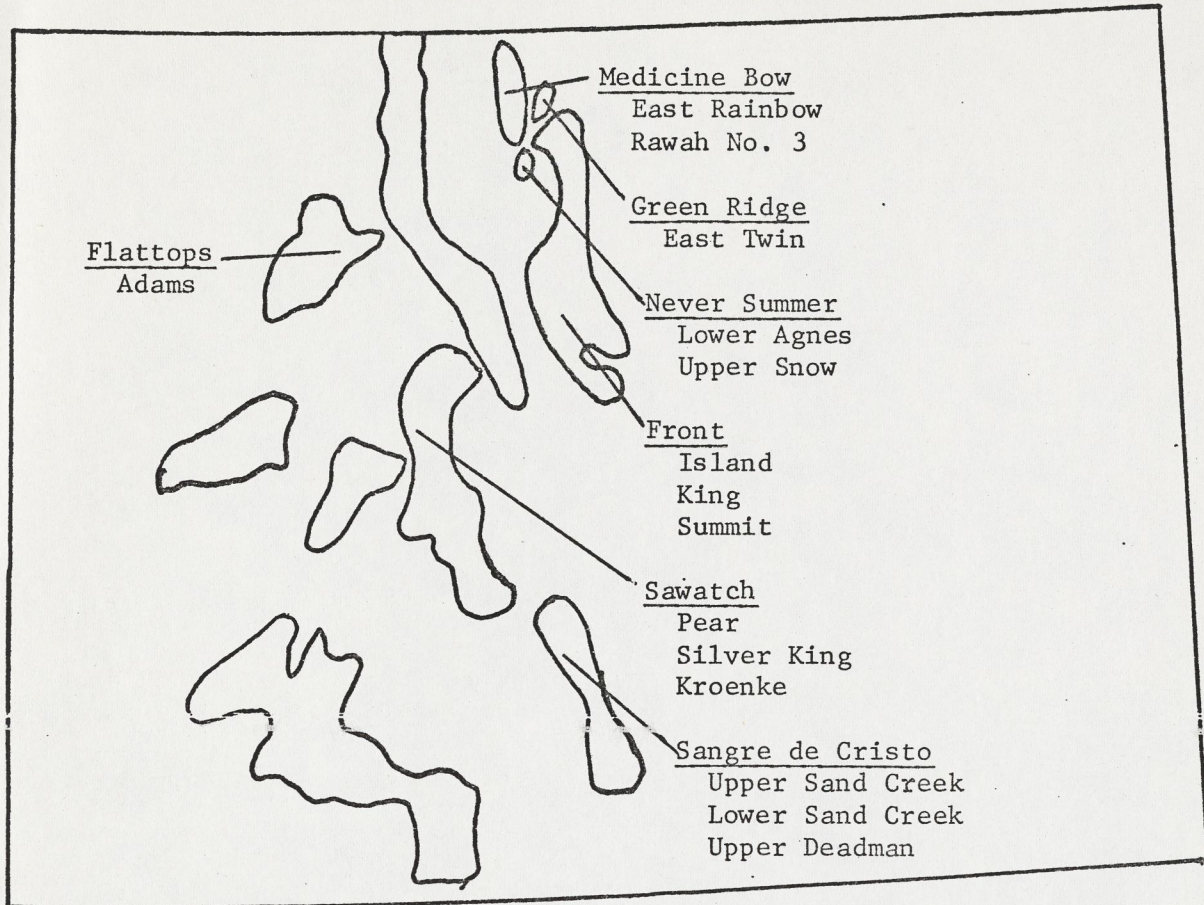 Medicine Bow
East Rainbow
Rawah No. 3
Green Ridge
East Twin
Flattops
Adams
Never Summer
Lower Agnes
Upper Snow
Front
Island
King
Summit
Sawatch
Pear
Silver King
Kroenke
Sangre de Cristo
Upper Sand Creek
Lower Sand Creek
Upper Deadman